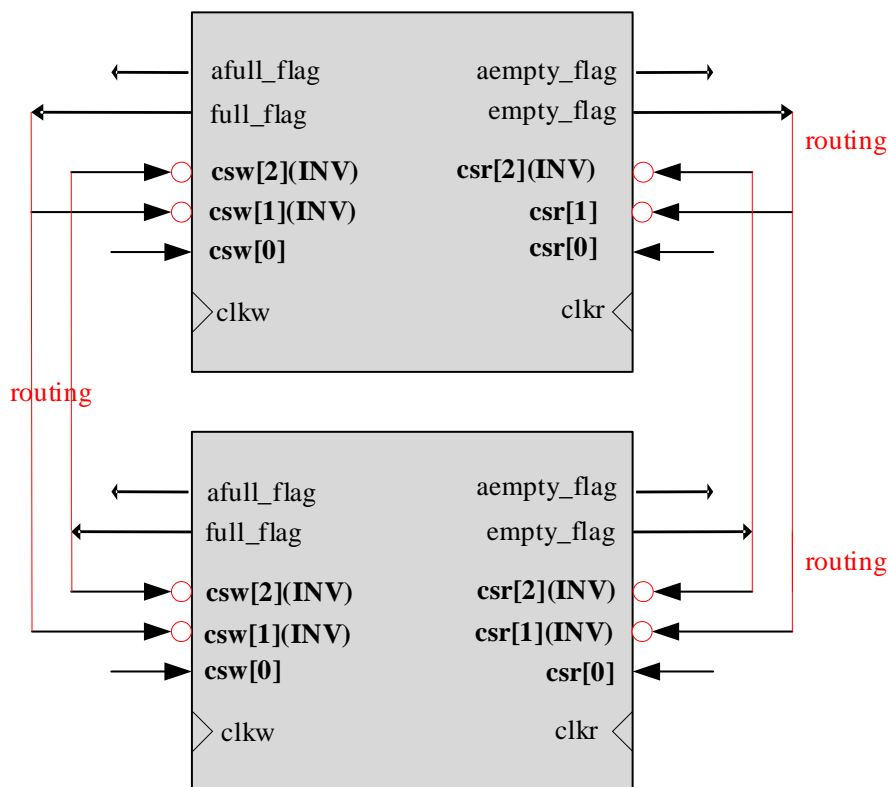 afull_flag aempty_flag
full_flag empty_flag
routing
csw[2](INV) csr[2](INV)
csw[1](INV) csr[1]
csw[0] csr[0]
clkw clkr
routing
afull_flag aempty_flag
full_flag empty_flag
routing
csw[2](INV) csr[2](INV)
csw[1](INV) csr[1](INV)
csw[0] csr[0]
clkw clkr